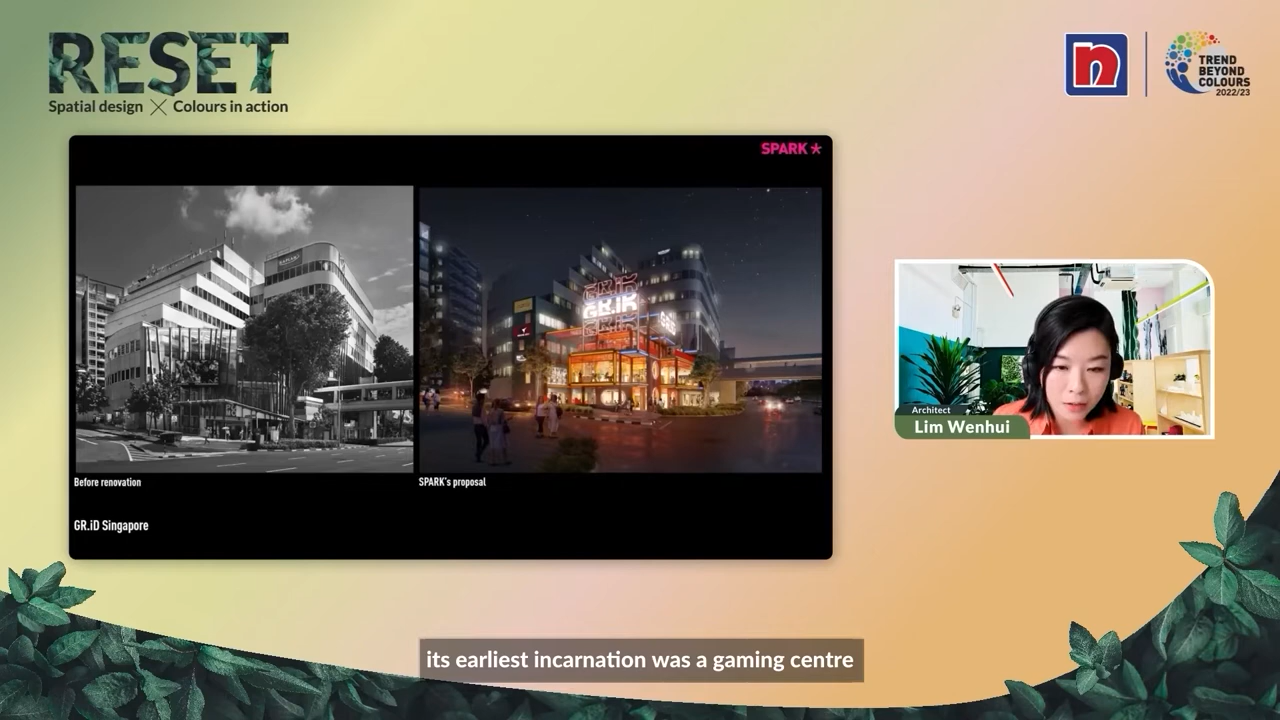 RESET
Spatial design X Colours in action
n
TREND
BEYOND
COLOURS
2022/23
SPARK*
GR.iD
Before renovation
SPARK's proposal
GR.iD Singapore
Architect
Lim Wenhui
its earliest incarnation was a gaming centre